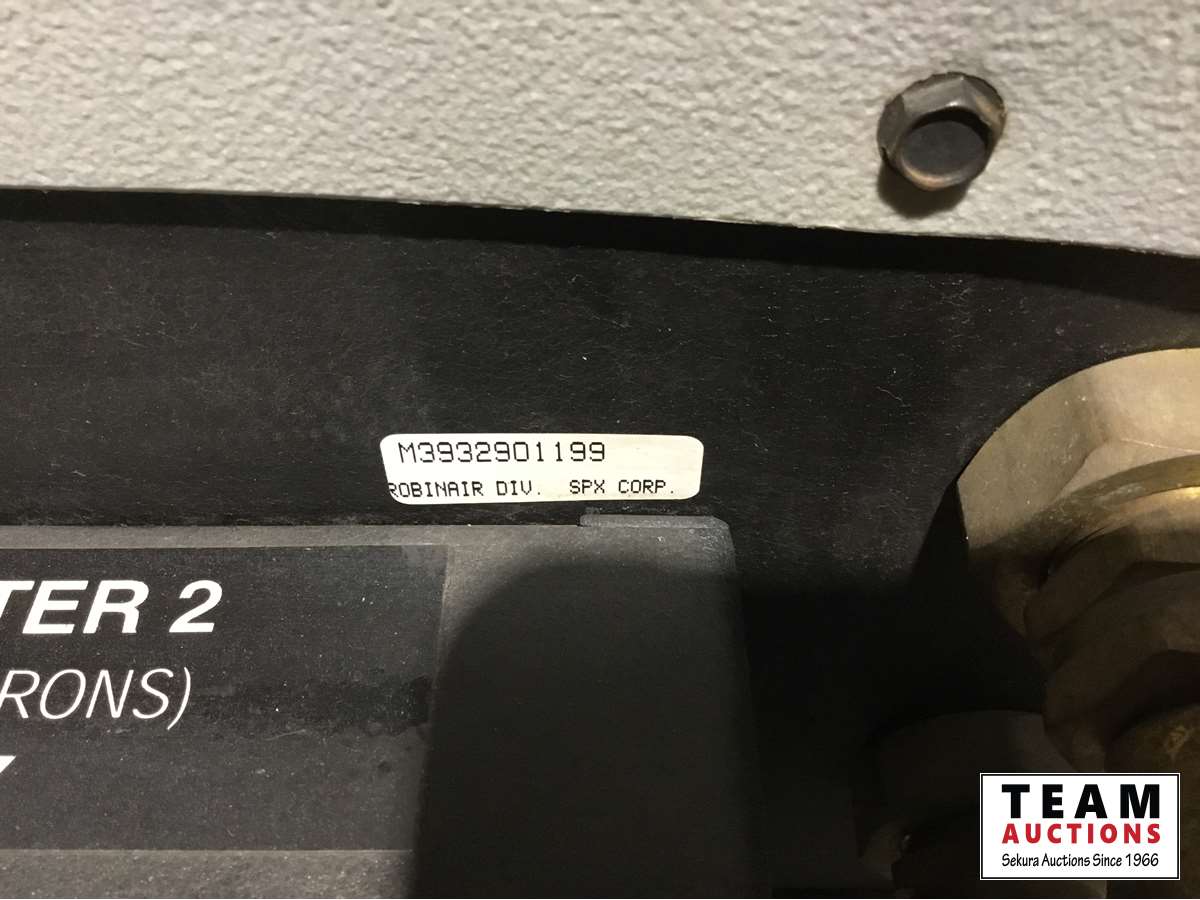 M3932901199
ROBINAIR DIV. SPX CORP.
TER 2
RONS)
TEAM
AUCTIONS
Sekura Auctions Since 1966